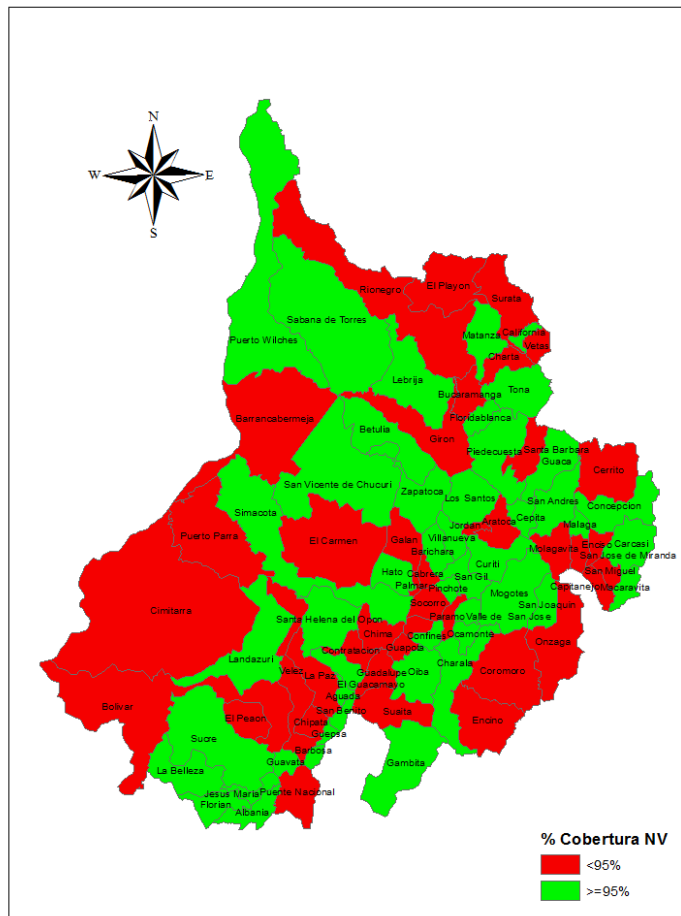 N
W
E
S
Rionegro
El Playon
Surata
Sabana de Torres
Puerto Wilches
Matanza
California
Vetas
Charta
Lebrija
Tona
Bucaramanga
Barrancabermeja
Floridablanca
Betulia
Giron
Piedecuesta
Santa Barbara
Guaca
Cerrito
San Vicente de Chucuri
Zapatoca
Los Santos
San Andres
Concepcion
Simacota
Jordan
Aratoca
Cepita
Malaga
Puerto Parra
El Carmen
Galan
Villanueva
Enciso
Carcasi
Barichara
Molagavita
San Jose de Miranda
Curiti
San Miguel
Hato
Cabrera
San Gil
Palmar
Pinchote
Capitanejo
Macaravita
Mogotes
Cimitarra
Socorro
San Joaquin
Santa Helena del Opon
Paramo
Valle de San Jose
Chima
Confines
Ocamonte
Onzaga
Contratacion
Guapota
Landazuri
Velez
La Paz
Guadalupe
Oiba
Charala
Coromoro
El Guacamayo
Aguada
Bolivar
San Benito
El Peñon
Chipata
Suaita
Encino
Guepsa
Sucre
Barbosa
Guavata
Gambita
La Belleza
Jesus Maria
Puente Nacional
Florian
Albania
% Cobertura NV
<95%
>=95%